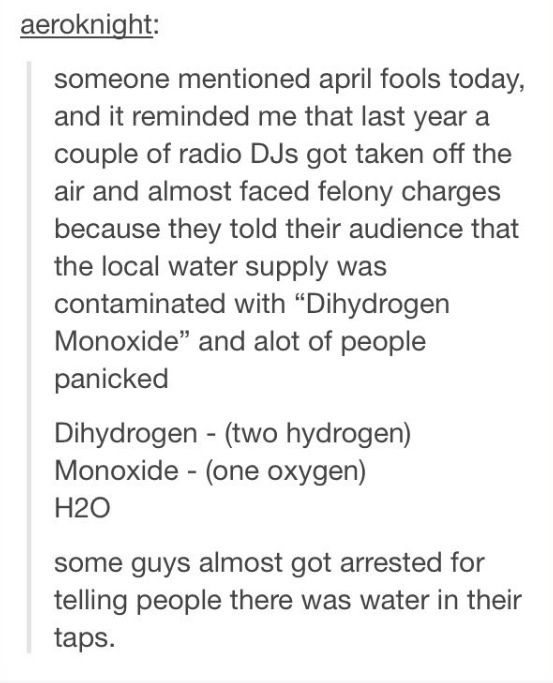 aeroknight:
someone mentioned april fools today,
and it reminded me that last year a
couple of radio DJs got taken off the
air and almost faced felony charges
because they told their audience that
the local water supply was
contaminated with “Dihydrogen
Monoxide” and alot of people
panicked
Dihydrogen - (two hydrogen)
Monoxide - (one oxygen)
H2O
some guys almost got arrested for
telling people there was water in their
taps.